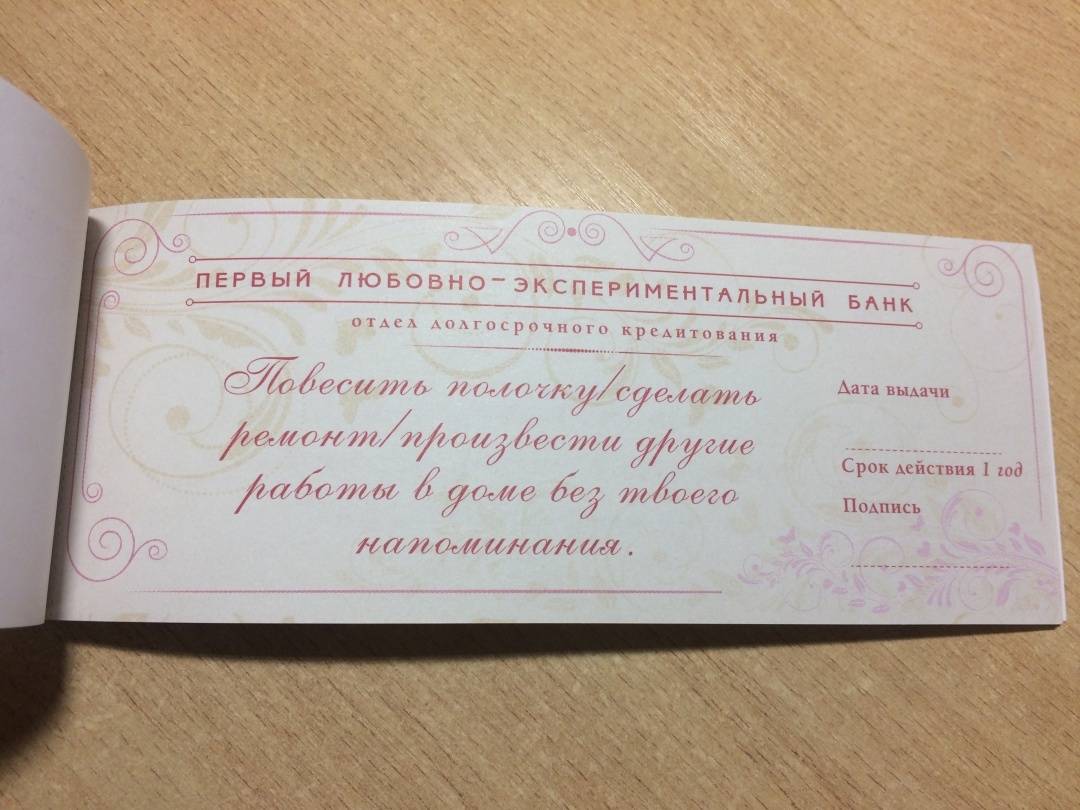 ПЕРВЫЙ ЛЮБОВНО-ЭКСПЕРИМЕНТАЛЬНЫЙ БАНК
отдел долгосрочного кредитования
Повесить полочку/сделать
ремонт/произвести другие
работы в доме без твоего
напоминания.
Дата выдачи
Срок действия 1 год
Подпись